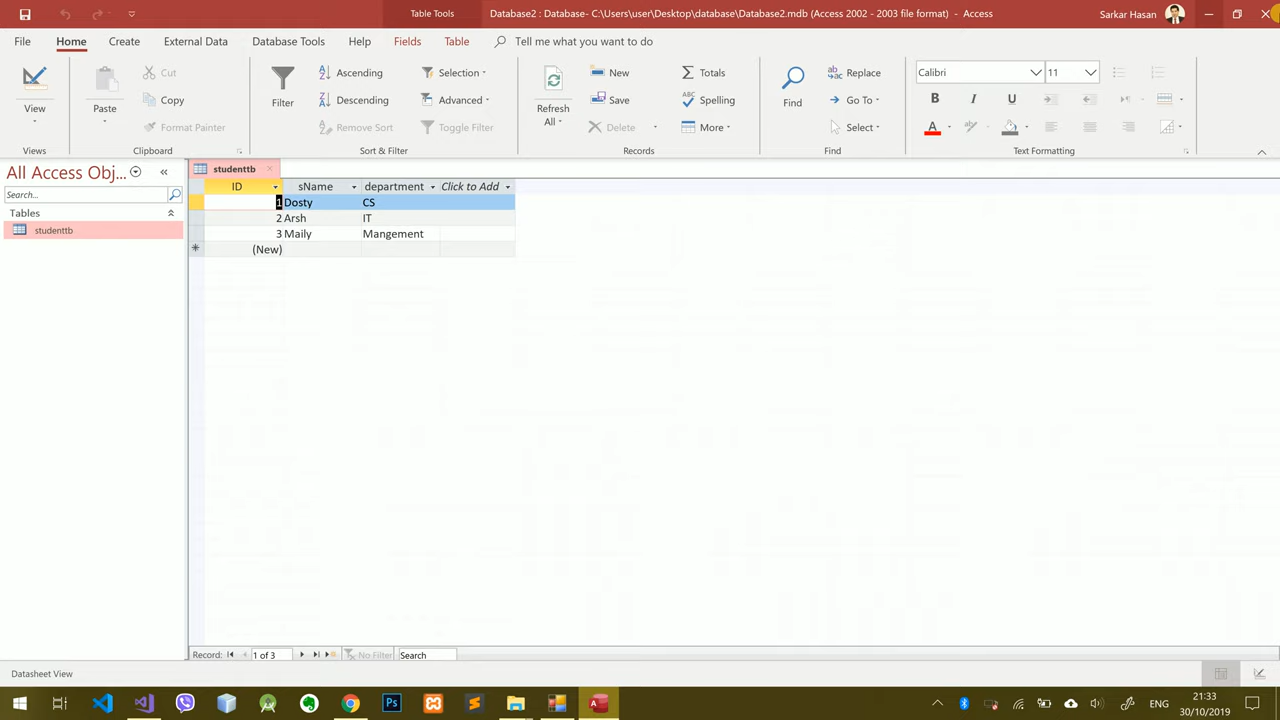 Table Tools
Database2 : Database- C:\Users\user\Desktop\database\Database2.mdb (Access 2002 - 2003 file format) - Access
Sarkar Hasan
File Home Create External Data Database Tools Help Fields Table Tell me what you want to do
View
Views
Paste
Cut
Copy
Format Painter
Clipboard
Filter
Ascending
Descending
Remove Sort
Selection
Advanced
Toggle Filter
Sort & Filter
Refresh
All
New
Save
Delete
Totals
Spelling
More
Records
Find
Replace
Go To
Select
Find
Calibri 11
Text Formatting
All Access Obj...
Search...
Tables
studenttb
studenttb
ID sName department Click to Add
1 Dosty CS
2 Arsh IT
3 Maily Mangement
(New)
Record: 1 of 3 No Filter Search
Datasheet View
ENG
21:33
30/10/2019